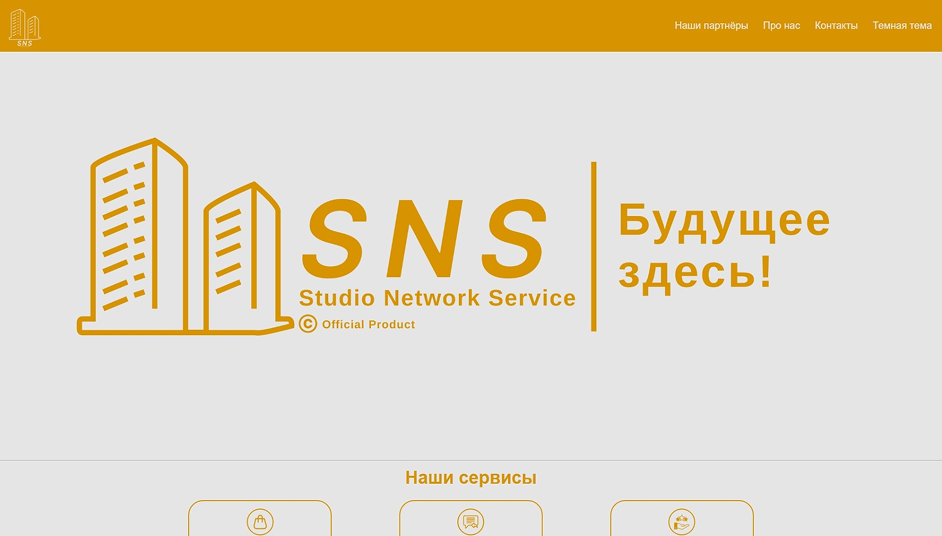 SNS
Наши партнёры
Про нас
Контакты
Темная тема
SNS
Studio Network Service
© Official Product
Будущее
здесь!
Наши сервисы